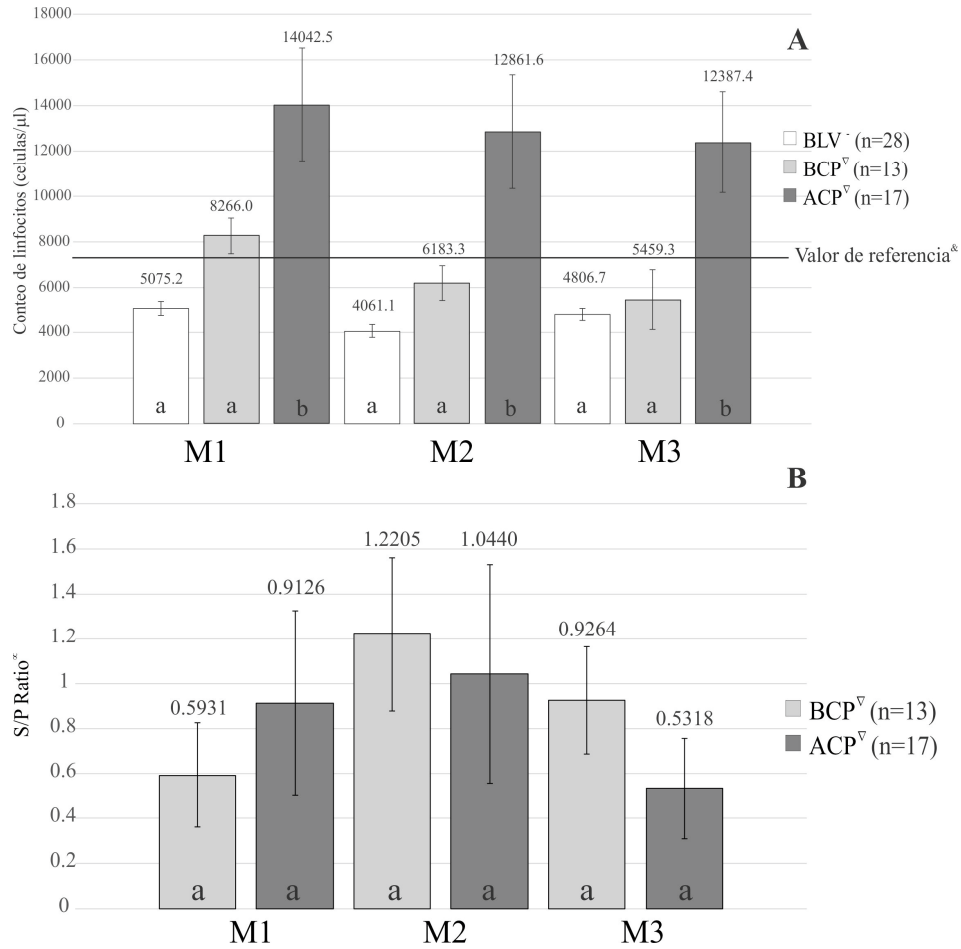 A
Conteo de linfocitos (celulas/µl)
18000
16000
14000
12000
10000
8000
6000
4000
2000
0
5075.2
8266.0
14042.5
4061.1
6183.3
12861.6
4806.7
5459.3
12387.4
a
a
b
a
a
b
a
a
b
M1
M2
M3
BLV⁻ (n=28)
BCP∇ (n=13)
ACP∇ (n=17)
Valor de referencia&
B
S/P Ratio∝
1.8
1.6
1.4
1.2
1
0.8
0.6
0.4
0.2
0
0.5931
0.9126
1.2205
1.0440
0.9264
0.5318
a
a
a
a
a
a
M1
M2
M3
BCP∇ (n=13)
ACP∇ (n=17)